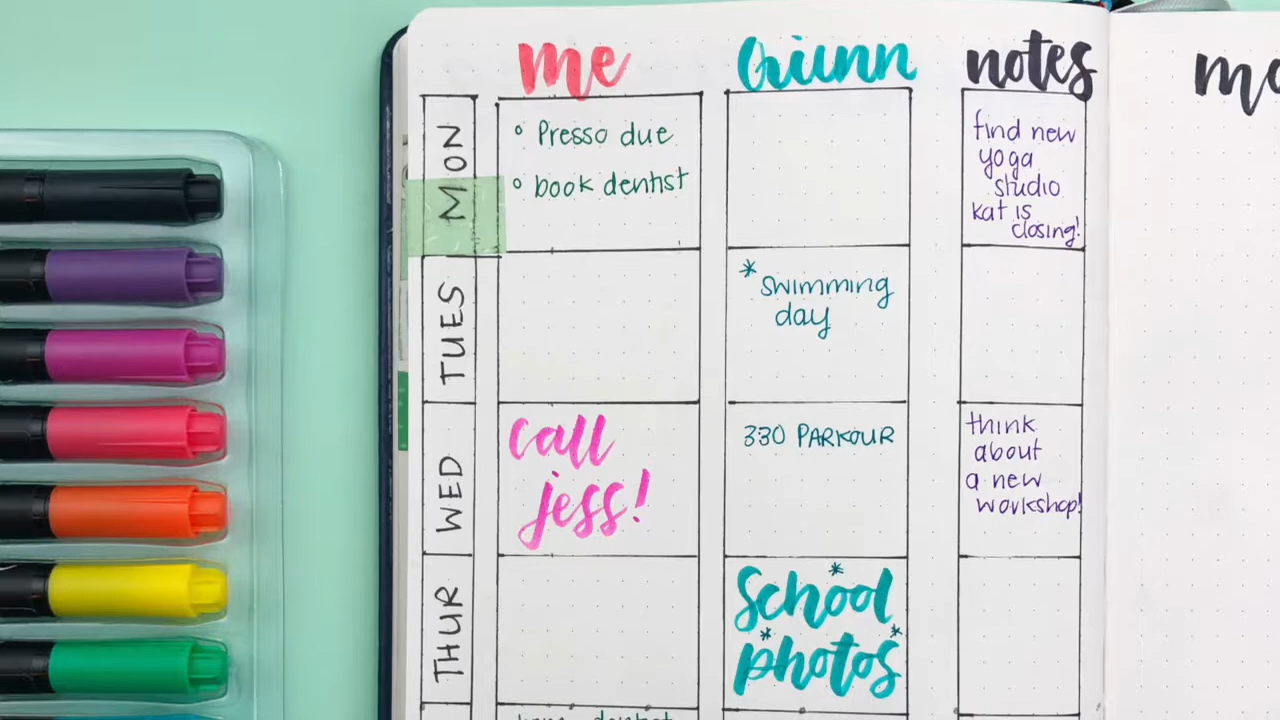 me Quinn notes
MON
° Presso due
° book dentist
find new
yoga
studio
kat is
closing!
TUES
* swimming
day
WED
call
jess!
330 PARKOUR
think
about
a new
workshop!
THUR
School
photos